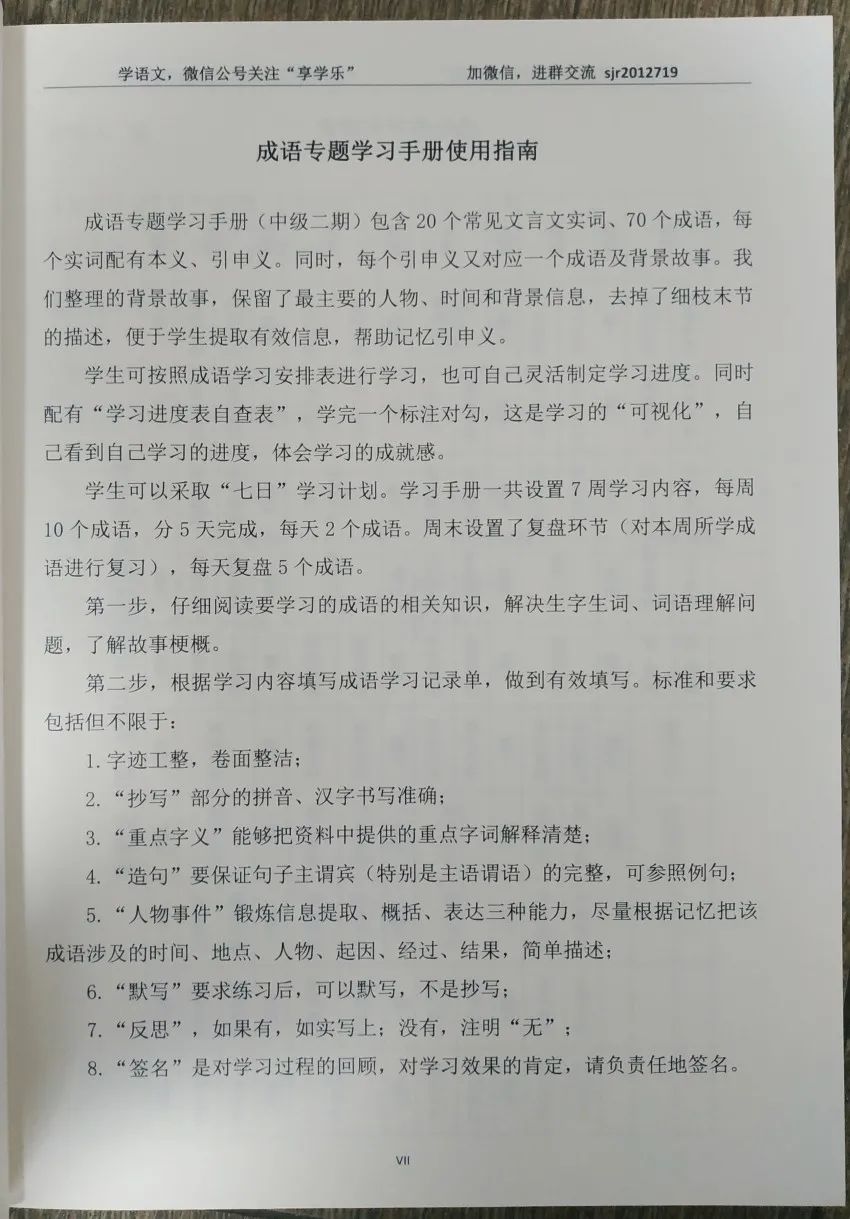 学语文，微信公号关注“享学乐” 加微信，进群交流 sjr2012719
成语专题学习手册使用指南
成语专题学习手册（中级二期）包含 20 个常见文言文实词、70 个成语，每
个实词配有本义、引申义。同时，每个引申义又对应一个成语及背景故事。我
们整理的背景故事，保留了最主要的人物、时间和背景信息，去掉了细枝末节
的描述，便于学生提取有效信息，帮助记忆引申义。
学生可按照成语学习安排表进行学习，也可自己灵活制定学习进度。同时
配有“学习进度表自查表”，学完一个标注对勾，这是学习的“可视化”，自
己看到自己学习的进度，体会学习的成就感。
学生可以采取“七日”学习计划。学习手册一共设置 7 周学习内容，每周
10 个成语，分 5 天完成，每天 2 个成语。周末设置了复盘环节（对本周所学成
语进行复习），每天复盘 5 个成语。
第一步，仔细阅读要学习的成语的相关知识，解决生字生词、词语理解问
题，了解故事梗概。
第二步，根据学习内容填写成语学习记录单，做到有效填写。标准和要求
包括但不限于：
1. 字迹工整，卷面整洁；
2. “抄写”部分的拼音、汉字书写准确；
3. “重点字义”能够把资料中提供的重点字词解释清楚；
4. “造句”要保证句子主谓宾（特别是主语谓语）的完整，可参照例句；
5. “人物事件”锻炼信息提取、概括、表达三种能力，尽量根据记忆把该
成语涉及的时间、地点、人物、起因、经过、结果，简单描述；
6. “默写”要求练习后，可以默写，不是抄写；
7. “反思”，如果有，如实写上；没有，注明“无”；
8. “签名”是对学习过程的回顾，对学习效果的肯定，请负责任地签名。
VII